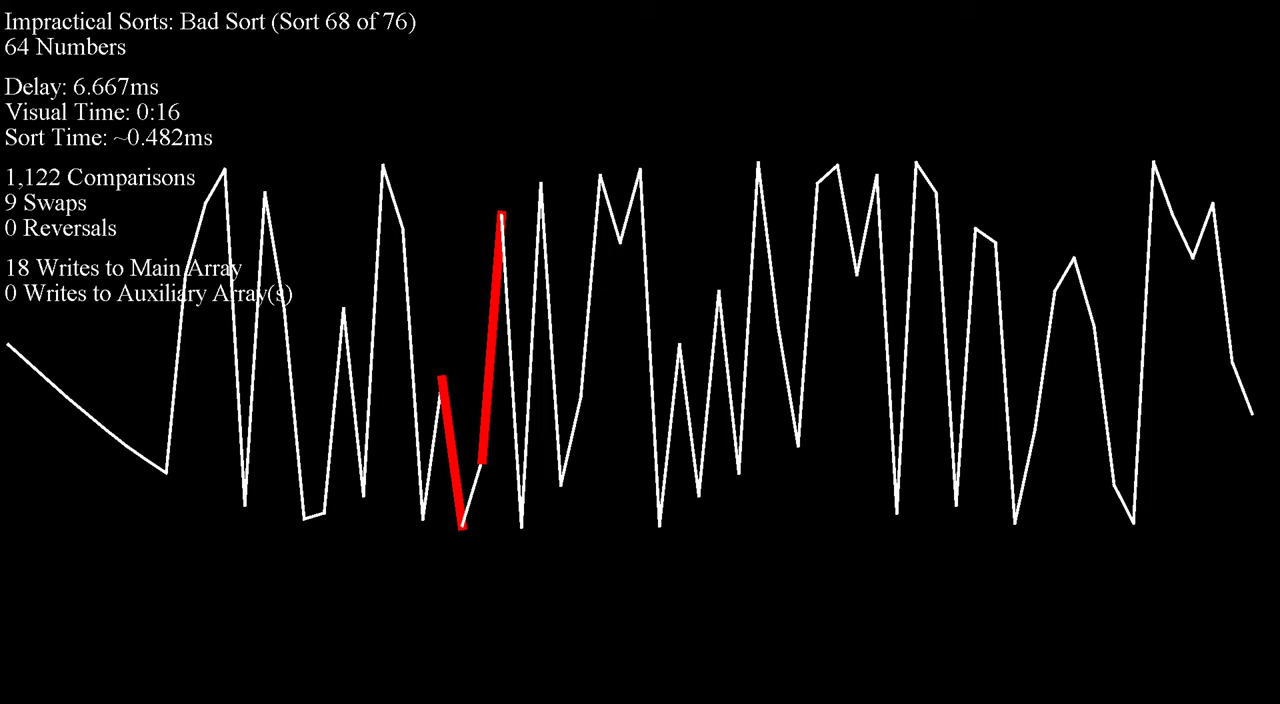 Impractical Sorts: Bad Sort (Sort 68 of 76)
64 Numbers
Delay: 6.667ms
Visual Time: 0:16
Sort Time: ~0.482ms
1,122 Comparisons
9 Swaps
0 Reversals
18 Writes to Main Array
0 Writes to Auxiliary Array(s)